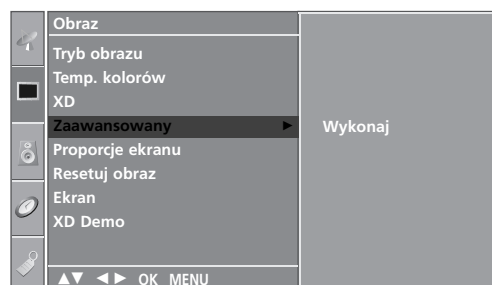 Obraz
Tryb obrazu
Temp. kolorów
XD
Zaawansowany ► Wykonaj
Proporcje ekranu
Resetuj obraz
Ekran
XD Demo
▲▼ ◄► OK MENU